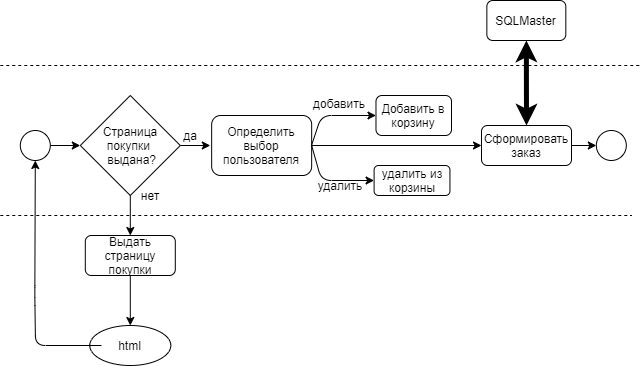 SQLMaster
Страница
покупки
выдана?
да
нет
Определить
выбор
пользователя
добавить
Добавить в
корзину
удалить
удалить из
корзины
Сформировать
заказ
Выдать
страницу
покупки
html